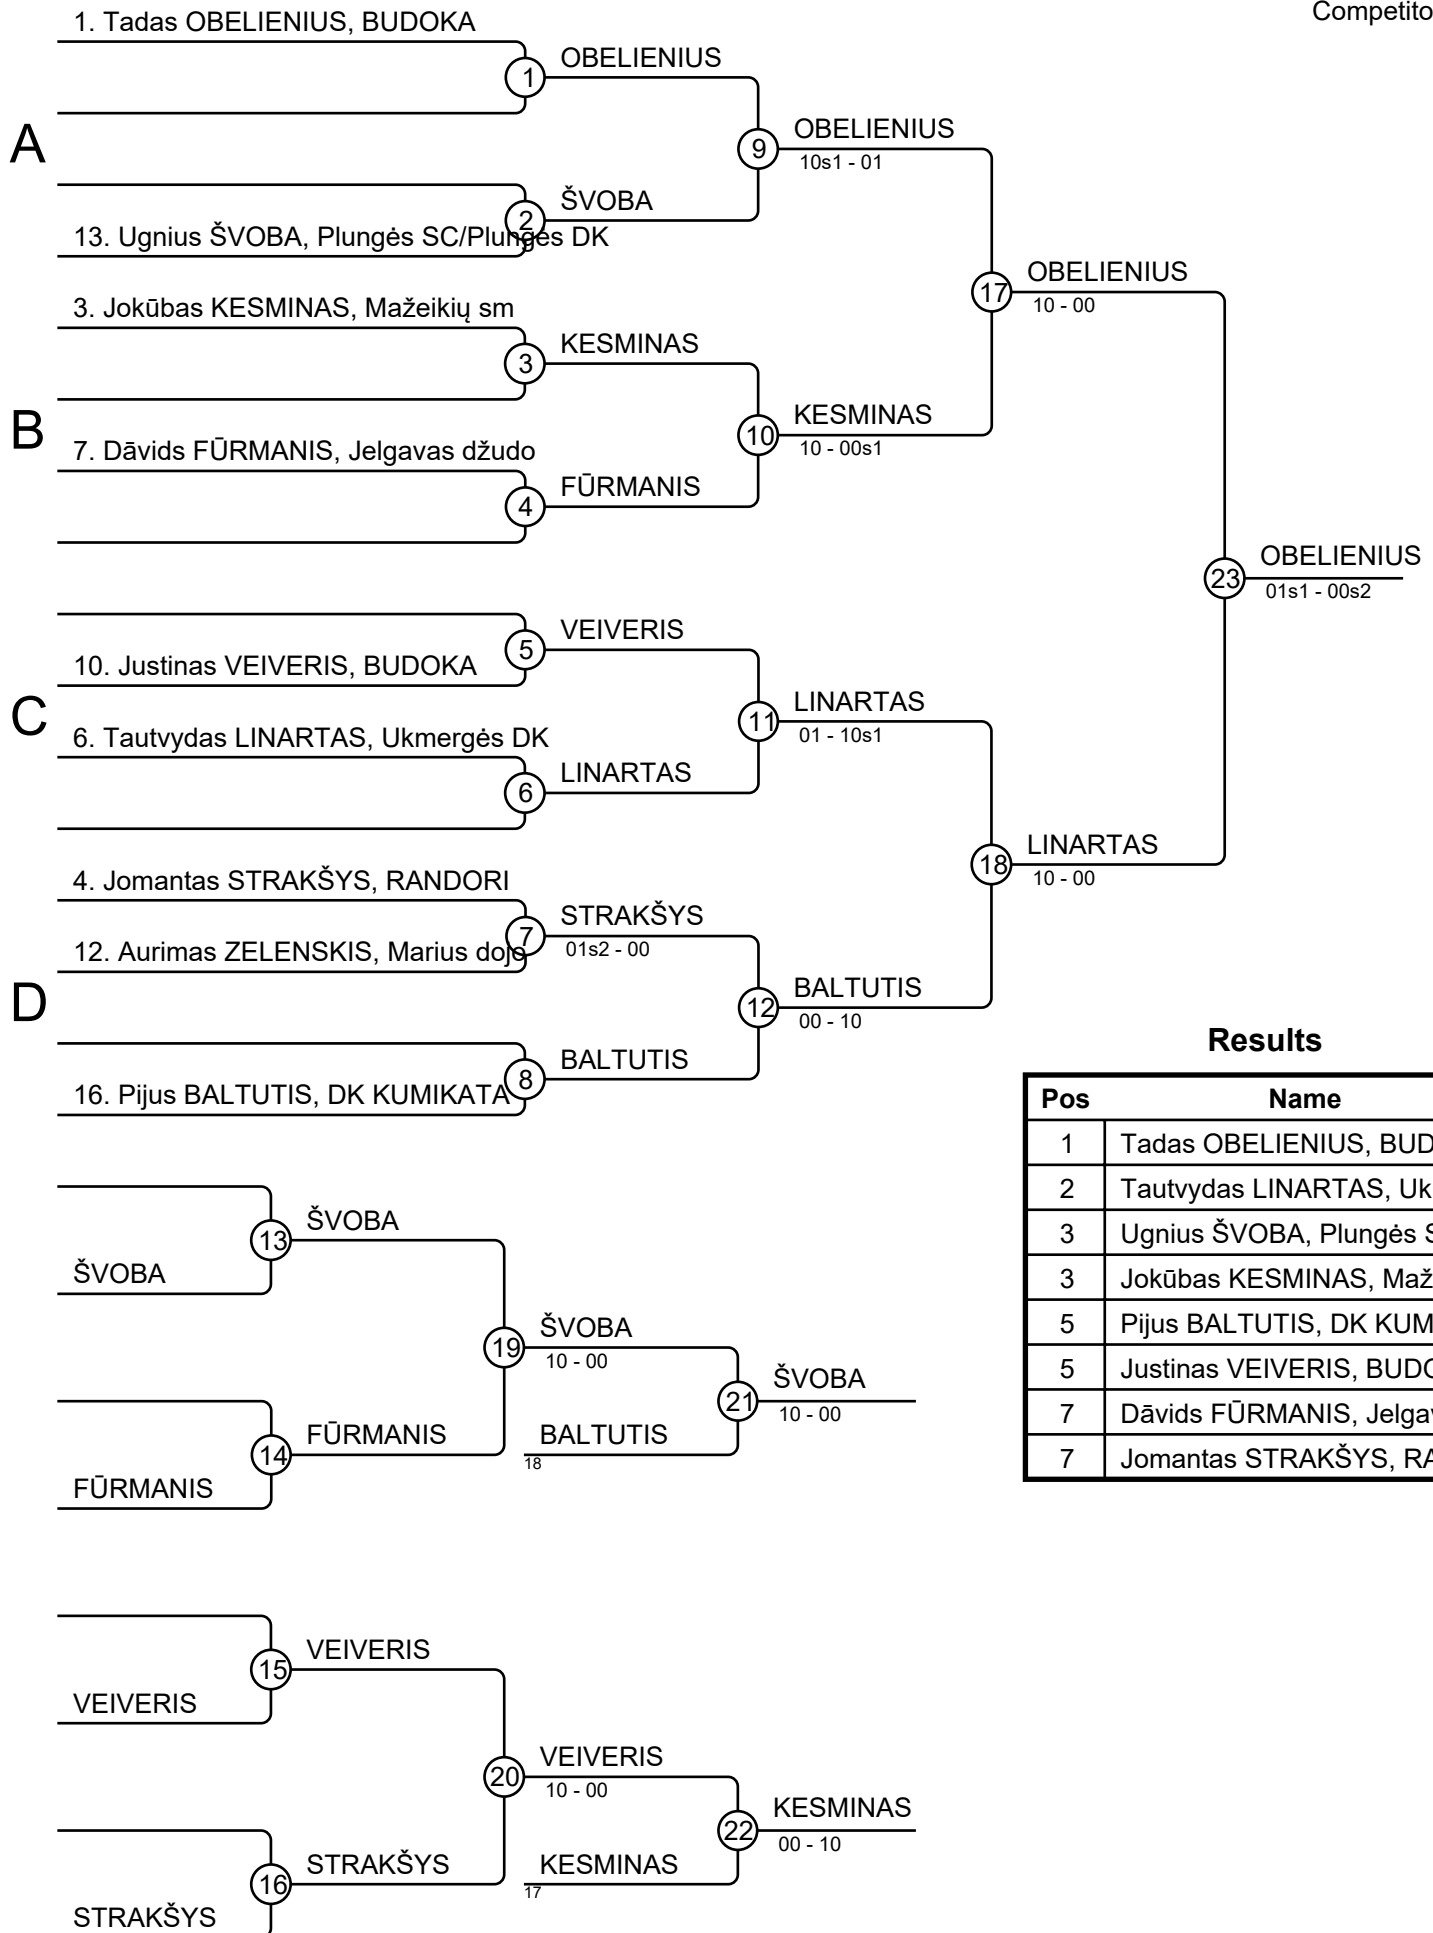 Competito
1. Tadas OBELIENIUS, BUDOKA
OBELIENIUS
1
A
OBELIENIUS
9
10s1 - 01
ŠVOBA
2
13. Ugnius ŠVOBA, Plungės SC/Plungės DK
OBELIENIUS
17
10 - 00
3. Jokūbas KESMINAS, Mažeikių sm
KESMINAS
3
B
KESMINAS
10
10 - 00s1
7. Dāvids FŪRMANIS, Jelgavas džudo
FŪRMANIS
4
OBELIENIUS
23
01s1 - 00s2
VEIVERIS
5
10. Justinas VEIVERIS, BUDOKA
C
LINARTAS
11
01 - 10s1
6. Tautvydas LINARTAS, Ukmergės DK
LINARTAS
6
LINARTAS
18
10 - 00
4. Jomantas STRAKŠYS, RANDORI
STRAKŠYS
7
01s2 - 00
12. Aurimas ZELENSKIS, Marius dojo
D
BALTUTIS
12
00 - 10
BALTUTIS
8
16. Pijus BALTUTIS, DK KUMIKATA
Results
Pos Name
1 Tadas OBELIENIUS, BUD
2 Tautvydas LINARTAS, Uk
3 Ugnius ŠVOBA, Plungės S
3 Jokūbas KESMINAS, Maž
5 Pijus BALTUTIS, DK KUM
5 Justinas VEIVERIS, BUDO
7 Dāvids FŪRMANIS, Jelgav
7 Jomantas STRAKŠYS, RA
ŠVOBA
13
ŠVOBA
ŠVOBA
19
10 - 00
ŠVOBA
21
10 - 00
FŪRMANIS
14
BALTUTIS
18
FŪRMANIS
VEIVERIS
15
VEIVERIS
VEIVERIS
20
10 - 00
KESMINAS
22
00 - 10
STRAKŠYS
16
KESMINAS
17
STRAKŠYS